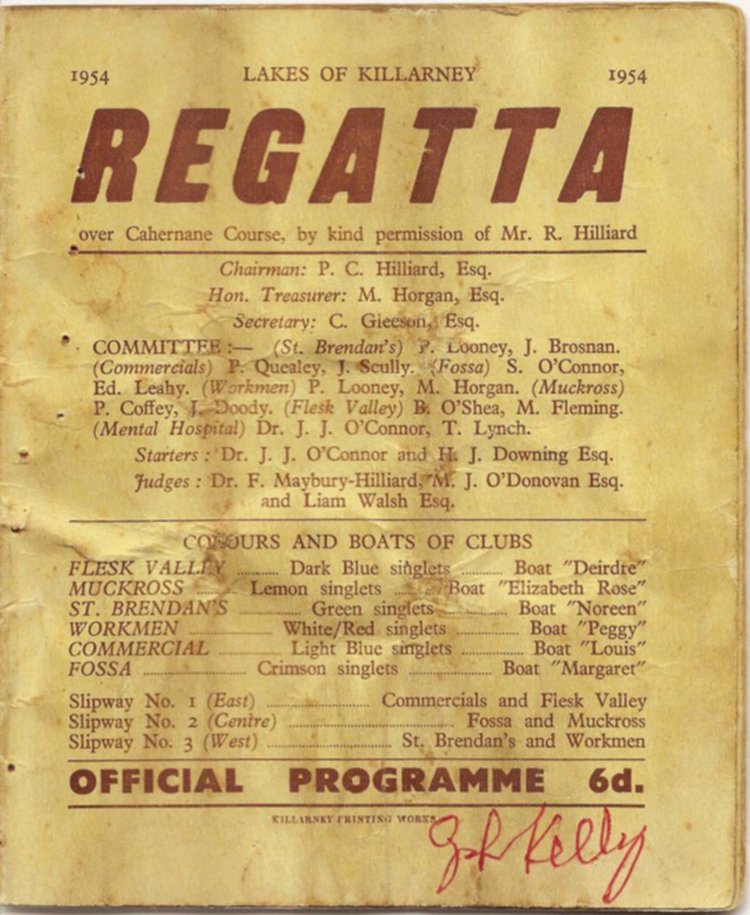 1954 LAKES OF KILLARNEY 1954
REGATTA
over Cahernane Course, by kind permission of Mr. R. Hilliard
Chairman: P. C. Hilliard, Esq.
Hon. Treasurer: M. Horgan, Esq.
Secretary: C. Gleeson, Esq.
COMMITTEE :— (St. Brendan's) P. Looney, J. Brosnan.
(Commercials) P. Quealey, J. Scully. (Fossa) S. O'Connor,
Ed. Leahy. (Workmen) P. Looney, M. Horgan. (Muckross)
P. Coffey, J. Doody. (Flesk Valley) B. O'Shea, M. Fleming.
(Mental Hospital) Dr. J. J. O'Connor, T. Lynch.
Starters : Dr. J. J. O'Connor and H. J. Downing Esq.
Judges : Dr. F. Maybury-Hilliard, M. J. O'Donovan Esq.
and Liam Walsh Esq.
COLOURS AND BOATS OF CLUBS
FLESK VALLEY ........ Dark Blue singlets ........ Boat "Deirdre"
MUCKROSS ........ Lemon singlets ........ Boat "Elizabeth Rose"
ST. BRENDAN'S ........ Green singlets ........ Boat "Noreen"
WORKMEN ........ White/Red singlets ........ Boat "Peggy"
COMMERCIAL ........ Light Blue singlets ........ Boat "Louis"
FOSSA ........ Crimson singlets ........ Boat "Margaret"
Slipway No. 1 (East) ........ Commercials and Flesk Valley
Slipway No. 2 (Centre) ........ Fossa and Muckross
Slipway No. 3 (West) ........ St. Brendan's and Workmen
OFFICIAL PROGRAMME 6d.
KILLARNEY PRINTING WORKS
Kelly